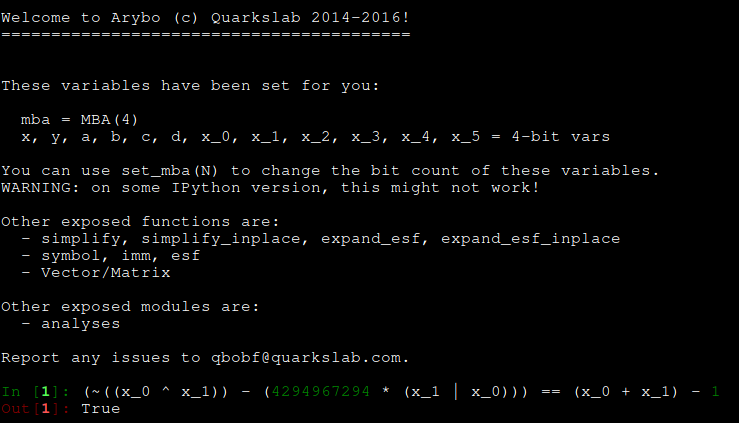 Welcome to Arybo (c) Quarkslab 2014-2016!
=========================================
These variables have been set for you:
mba = MBA(4)
x, y, a, b, c, d, x_0, x_1, x_2, x_3, x_4, x_5 = 4-bit vars
You can use set_mba(N) to change the bit count of these variables.
WARNING: on some IPython version, this might not work!
Other exposed functions are:
- simplify, simplify_inplace, expand_esf, expand_esf_inplace
- symbol, imm, esf
- Vector/Matrix
Other exposed modules are:
- analyses
Report any issues to qbobf@quarkslab.com.
In [1]: (~((x_0 ^ x_1)) - (4294967294 * (x_1 | x_0))) == (x_0 + x_1) - 1
Out[1]: True